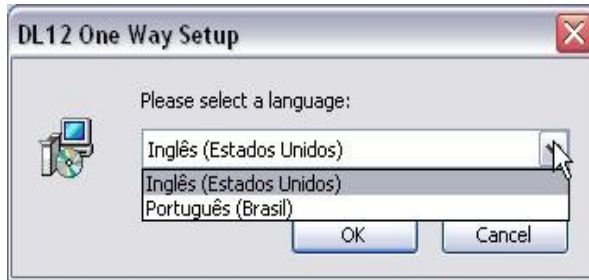 DL12 One Way Setup
Please select a language:
Inglês (Estados Unidos)
Inglês (Estados Unidos)
Português (Brasil)
OK Cancel